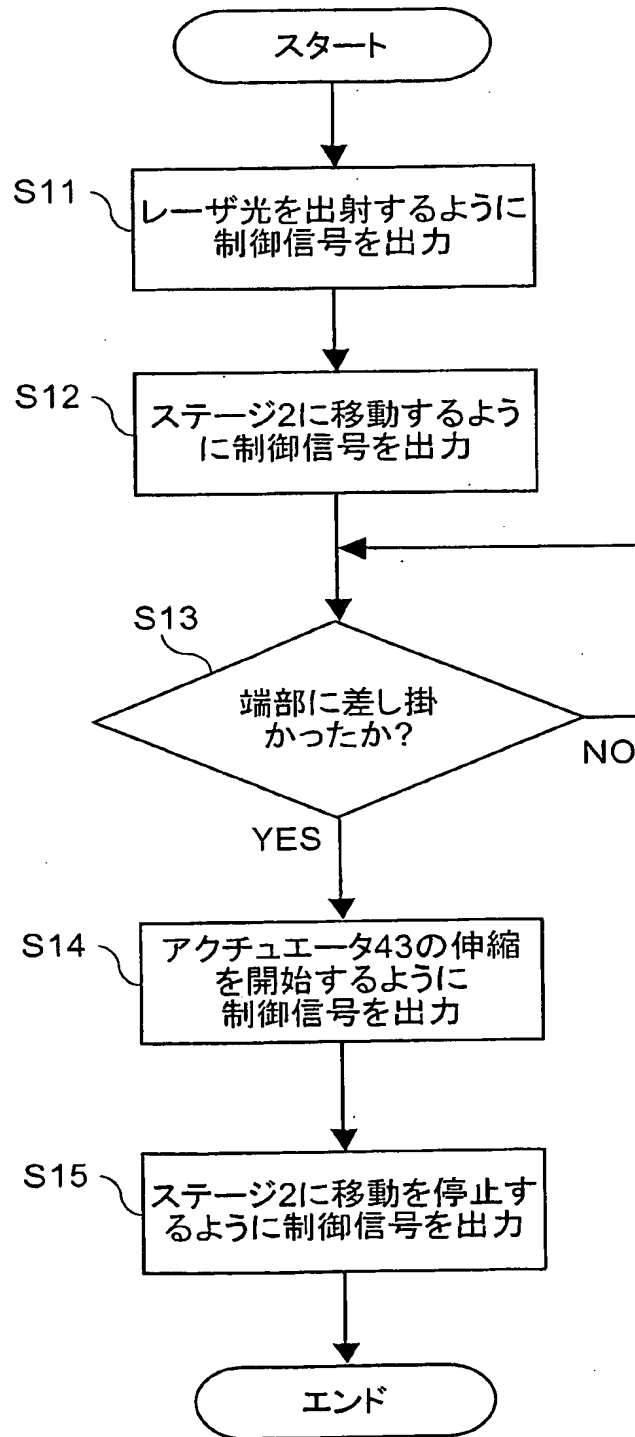 スタート
S11
レーザ光を出射するように
制御信号を出力
S12
ステージ2に移動するよう
に制御信号を出力
S13
端部に差し掛
かったか?
NO
YES
S14
アクチュエータ43の伸縮
を開始するように
制御信号を出力
S15
ステージ2に移動を停止す
るように制御信号を出力
エンド